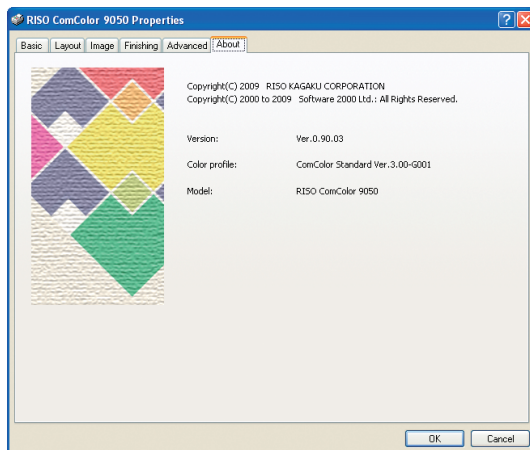 RISO ComColor 9050 Properties
Basic Layout Image Finishing Advanced About
Copyright(C) 2009 RISO KAGAKU CORPORATION
Copyright(C) 2000 to 2009 Software 2000 Ltd.: All Rights Reserved.
Version: Ver.0.90.03
Color profile: ComColor Standard Ver.3.00-G001
Model: RISO ComColor 9050
OK Cancel